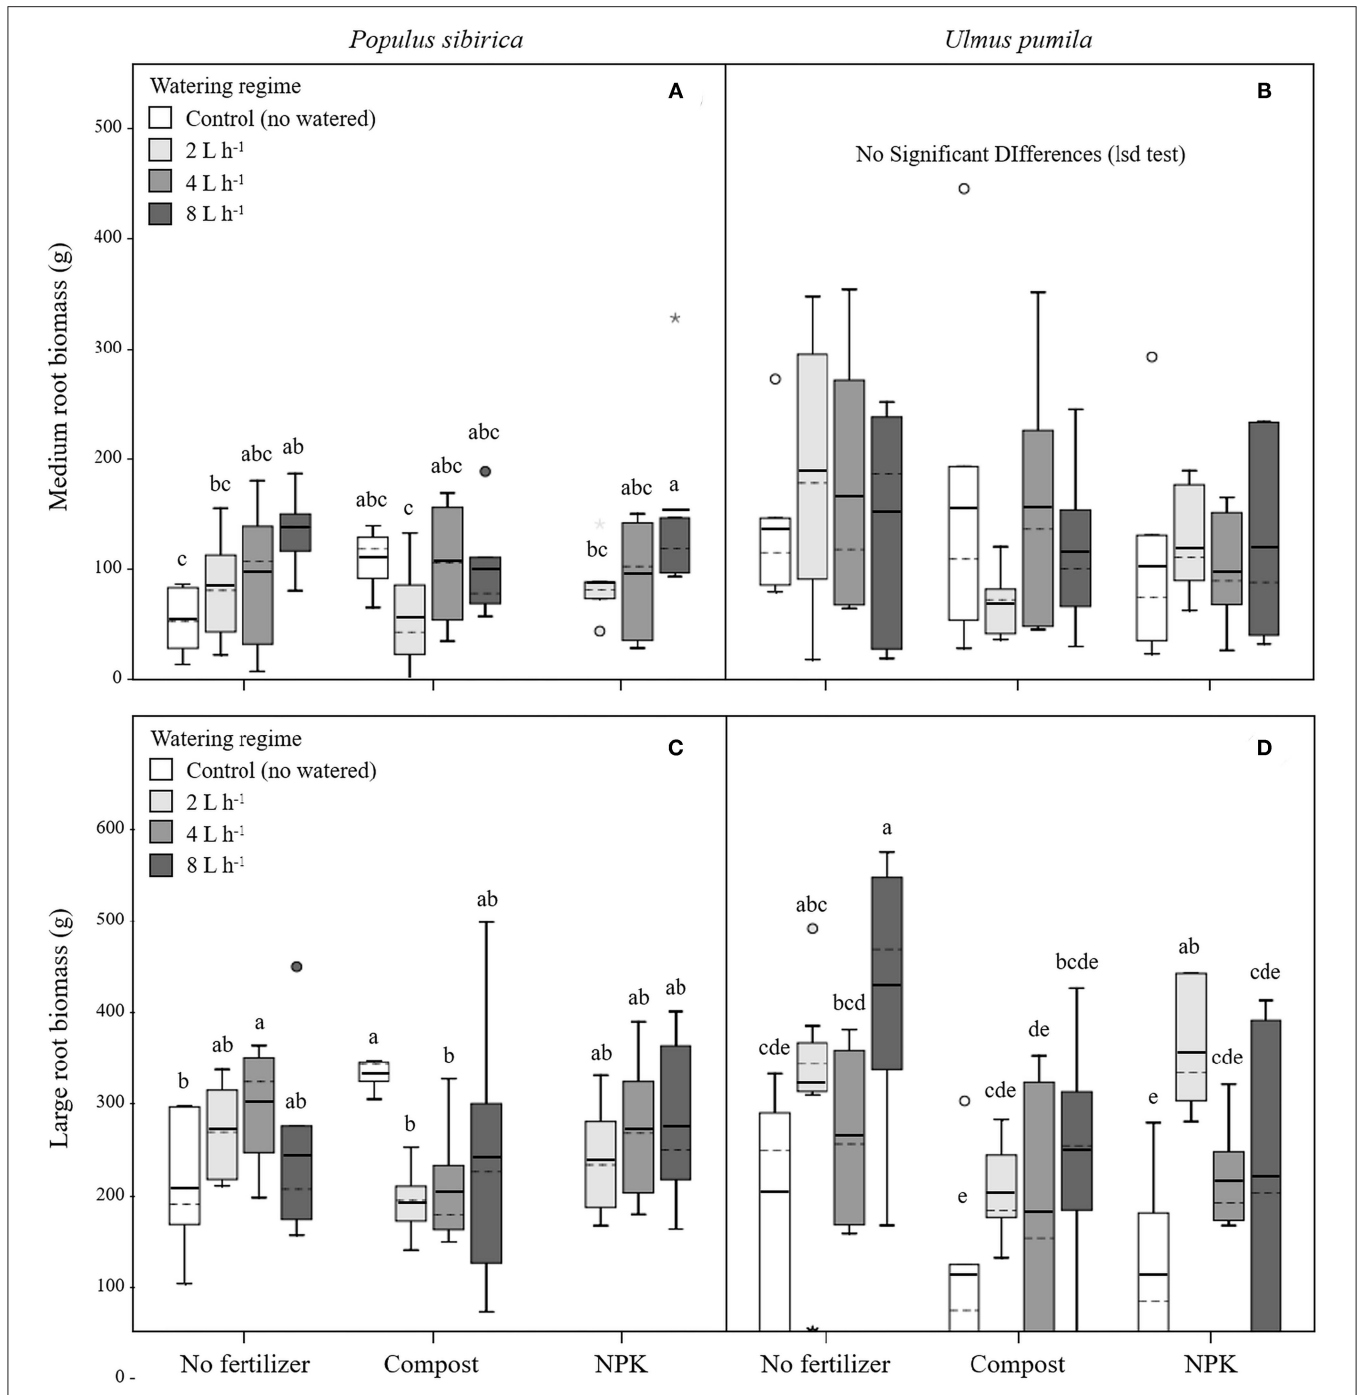 Populus sibirica
Ulmus pumila
Watering regime
Control (no watered)
2 L h-1
4 L h-1
8 L h-1
A
B
No Significant DIfferences (lsd test)
Medium root biomass (g)
500
400
300
200
100
0
c
bc
abc
ab
abc
c
abc
abc
bc
abc
a
Watering regime
Control (no watered)
2 L h-1
4 L h-1
8 L h-1
C
D
Large root biomass (g)
600
500
400
300
200
100
0
b
ab
a
ab
a
b
b
ab
ab
ab
ab
cde
abc
bcd
a
e
cde
de
bcde
e
ab
cde
cde
No fertilizer
Compost
NPK
No fertilizer
Compost
NPK